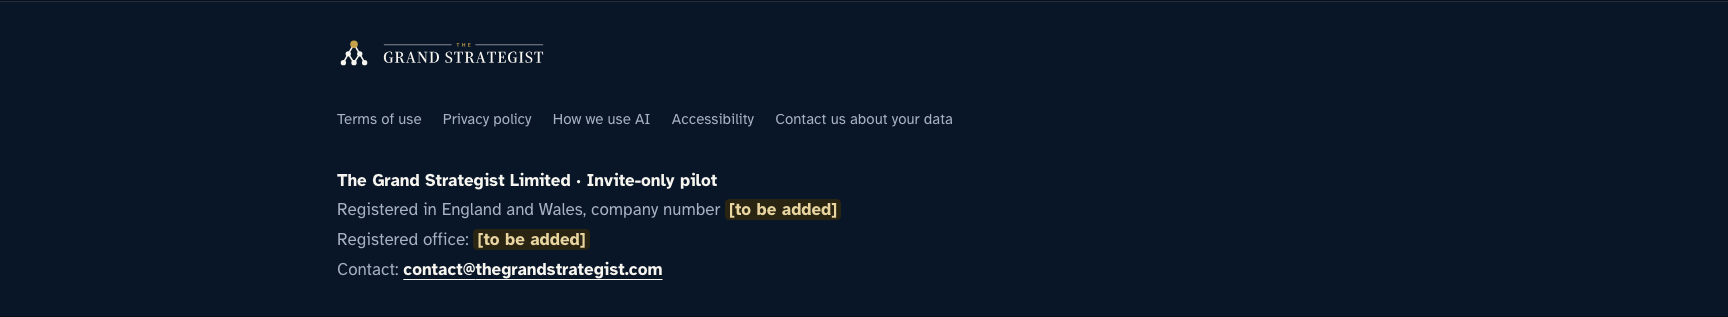 THE
GRAND STRATEGIST
Terms of use Privacy policy How we use AI Accessibility Contact us about your data
The Grand Strategist Limited · Invite-only pilot
Registered in England and Wales, company number [to be added]
Registered office: [to be added]
Contact: contact@thegrandstrategist.com